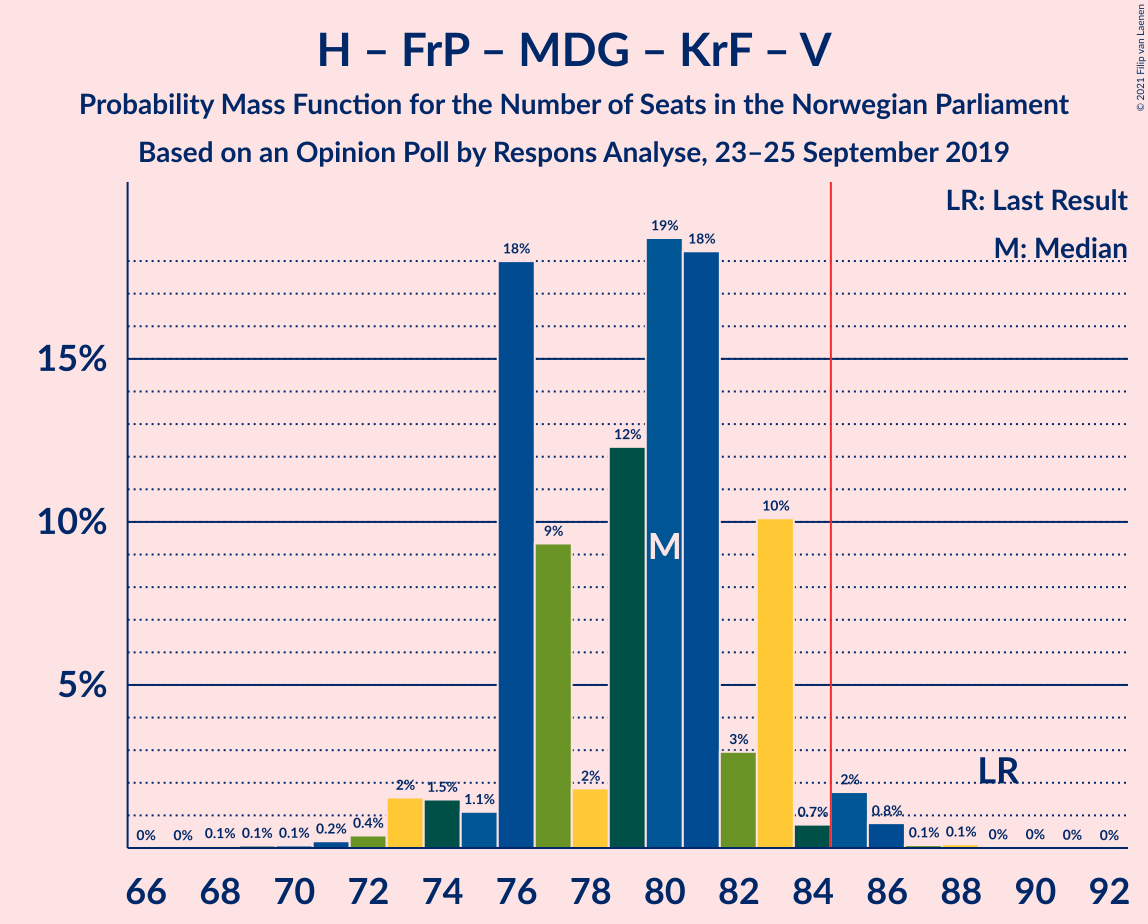 H – FrP – MDG – KrF – V
Probability Mass Function for the Number of Seats in the Norwegian Parliament
Based on an Opinion Poll by Respons Analyse, 23–25 September 2019
© 2021 Filip van Laenen
LR: Last Result
M: Median
15%
10%
5%
0% 0% 0.1% 0.1% 0.1% 0.2% 0.4% 2% 1.5% 1.1% 18% 9% 2% 12% 19% 18% 3% 10% 0.7% 2% 0.8% 0.1% 0.1% 0% 0% 0% 0%
M
LR
66 68 70 72 74 76 78 80 82 84 86 88 90 92